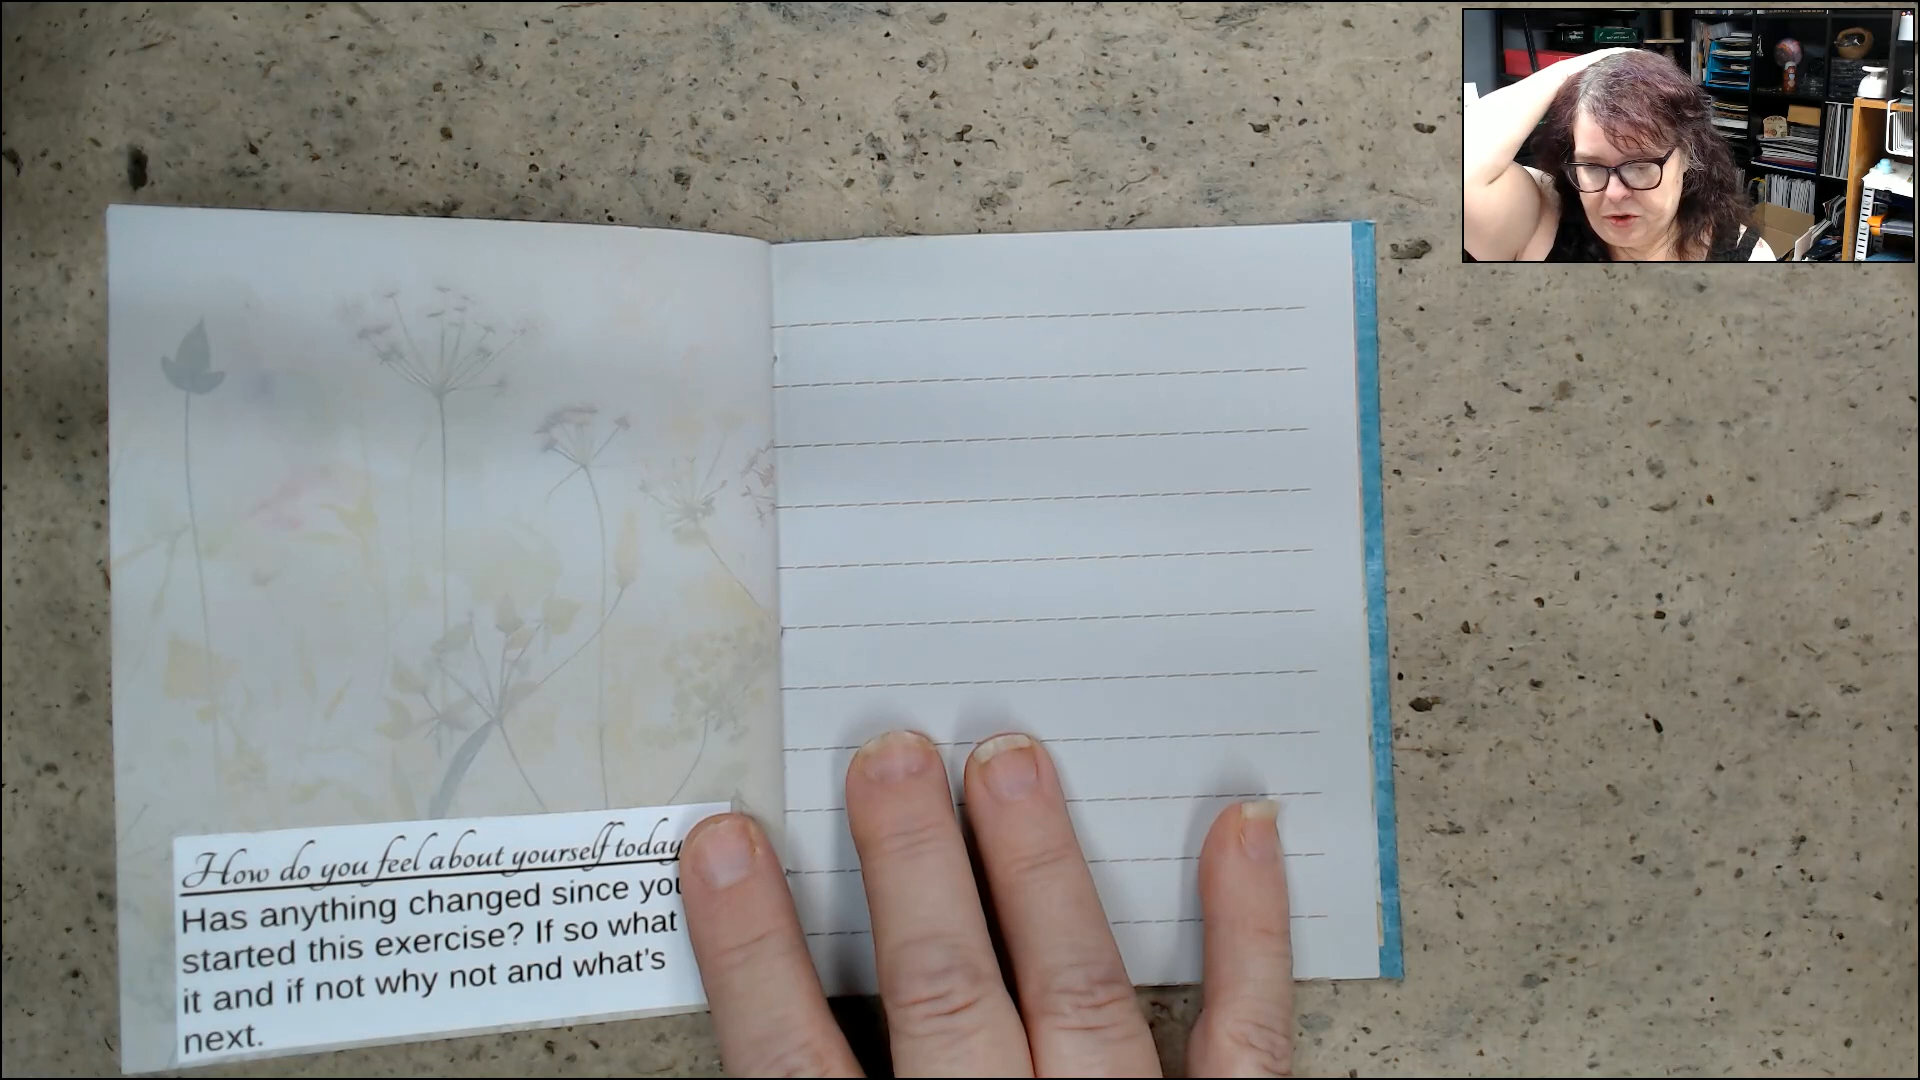 How do you feel about yourself today
Has anything changed since you
started this exercise? If so what
it and if not why not and what's
next.